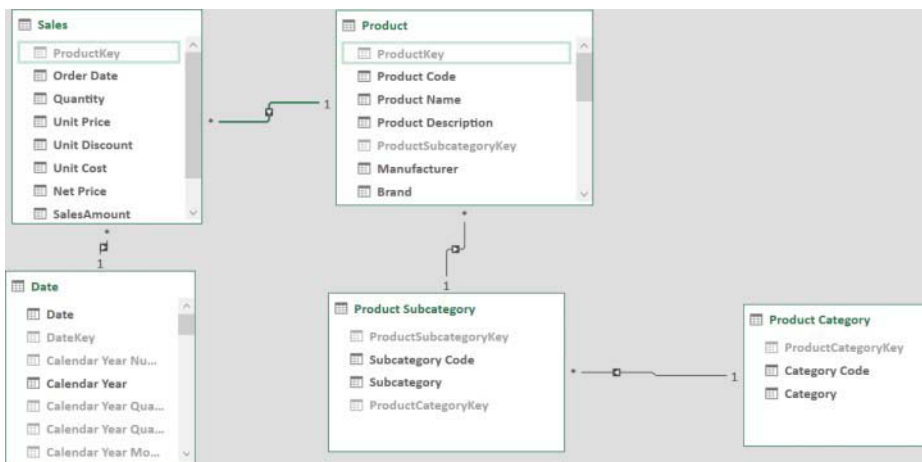 Sales
ProductKey
Order Date
Quantity
Unit Price
Unit Discount
Unit Cost
Net Price
SalesAmount
* 1
Product
ProductKey
Product Code
Product Name
Product Description
ProductSubcategoryKey
Manufacturer
Brand
*
1
Date
Date
DateKey
Calendar Year Nu...
Calendar Year
Calendar Year Qua...
Calendar Year Qua...
Calendar Year Mo...
*
1
Product Subcategory
ProductSubcategoryKey
Subcategory Code
Subcategory
ProductCategoryKey
* 1
Product Category
ProductCategoryKey
Category Code
Category